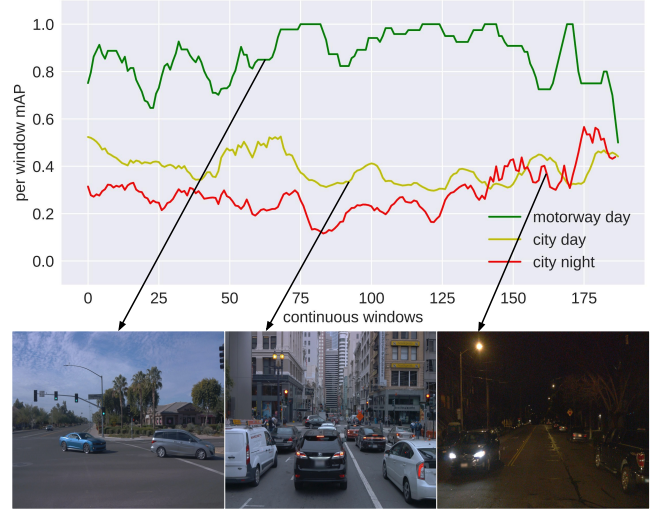 1.0
0.8
0.6
0.4
0.2
0.0
per window mAP
0 25 50 75 100 125 150 175
continuous windows
motorway day
city day
city night